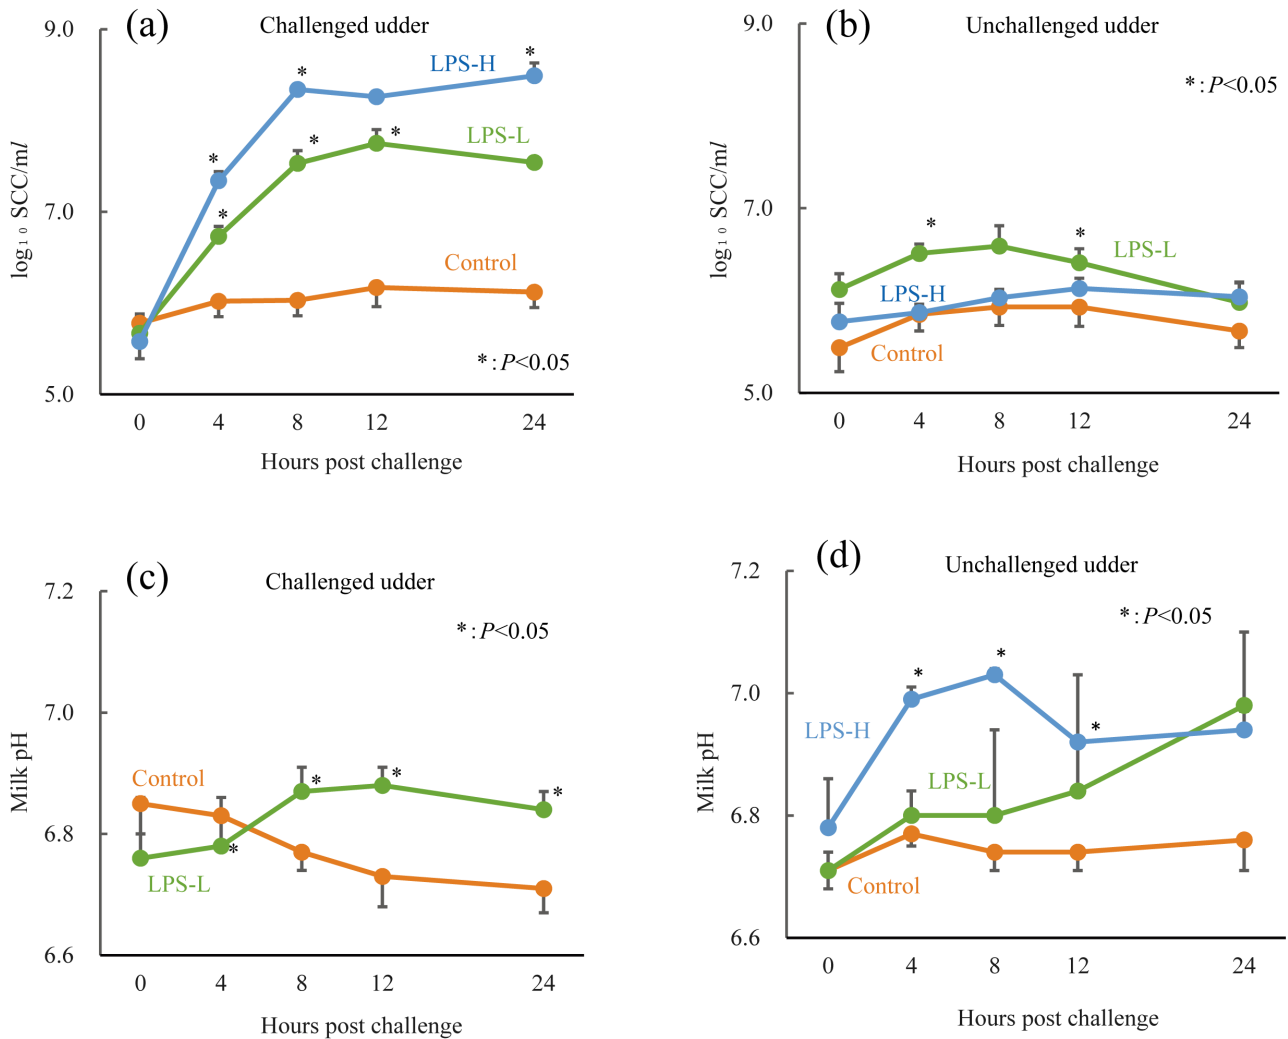 (a)
Challenged udder
9.0
7.0
5.0
log₁₀ SCC/ml
LPS-H
LPS-L
Control
*
*
*
*
*
*
*: P<0.05
0 4 8 12 24
Hours post challenge
(b)
Unchallenged udder
9.0
7.0
5.0
log₁₀ SCC/ml
*: P<0.05
*
*
LPS-L
LPS-H
Control
0 4 8 12 24
Hours post challenge
(c)
Challenged udder
7.2
7.0
6.8
6.6
Milk pH
*: P<0.05
Control
LPS-L
*
*
*
*
0 4 8 12 24
Hours post challenge
(d)
Unchallenged udder
7.2
7.0
6.8
6.6
Milk pH
*: P<0.05
*
*
*
LPS-H
LPS-L
Control
0 4 8 12 24
Hours post challenge